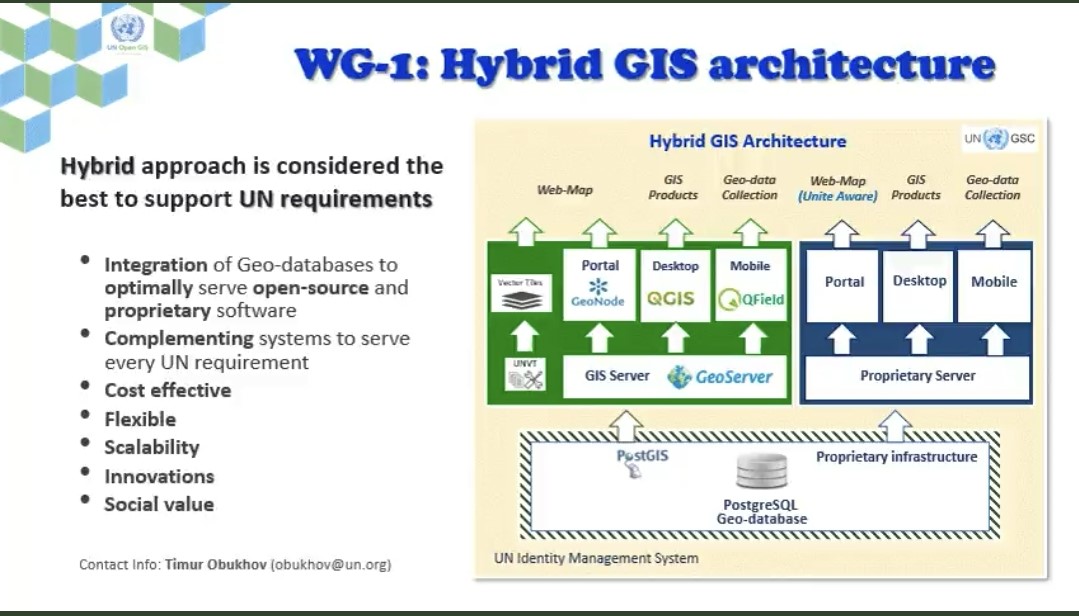 UN Open GIS
WG-1: Hybrid GIS architecture
Hybrid approach is considered the
best to support UN requirements
• Integration of Geo-databases to
optimally serve open-source and
proprietary software
• Complementing systems to serve
every UN requirement
• Cost effective
• Flexible
• Scalability
• Innovations
• Social value
Contact Info: Timur Obukhov (obukhov@un.org)
Hybrid GIS Architecture
UN GSC
Web-Map
GIS
Products
Geo-data
Collection
Web-Map
(Unite Aware)
GIS
Products
Geo-data
Collection
Vector Tiles
Portal
GeoNode
Desktop
QGIS
Mobile
QField
Portal
Desktop
Mobile
UNVT
GIS Server
GeoServer
Proprietary Server
PostGIS
Proprietary infrastructure
PostgreSQL
Geo-database
UN Identity Management System